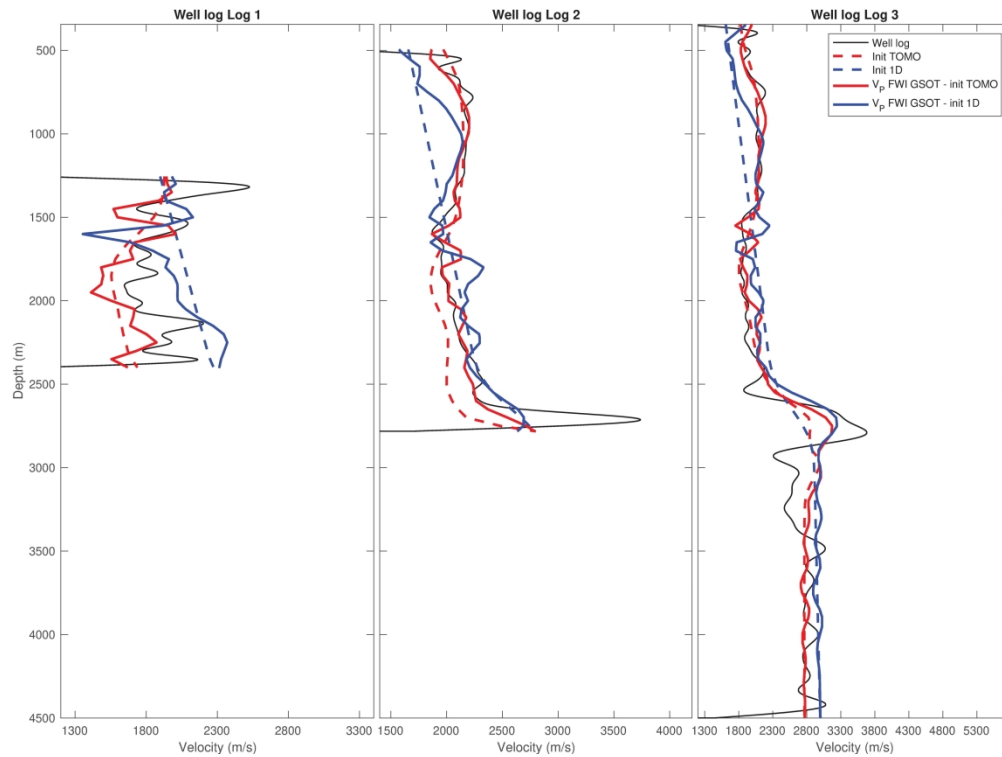 Well log Log 1
Well log Log 2
Well log Log 3
Well log
Init TOMO
Init 1D
V_P FWI GSOT - init TOMO
V_P FWI GSOT - init 1D
Depth (m)
500
1000
1500
2000
2500
3000
3500
4000
4500
1300 1800 2300 2800 3300
Velocity (m/s)
1500 2000 2500 3000 3500 4000
Velocity (m/s)
1300 1800 2300 2800 3300 3800 4300 4800 5300
Velocity (m/s)